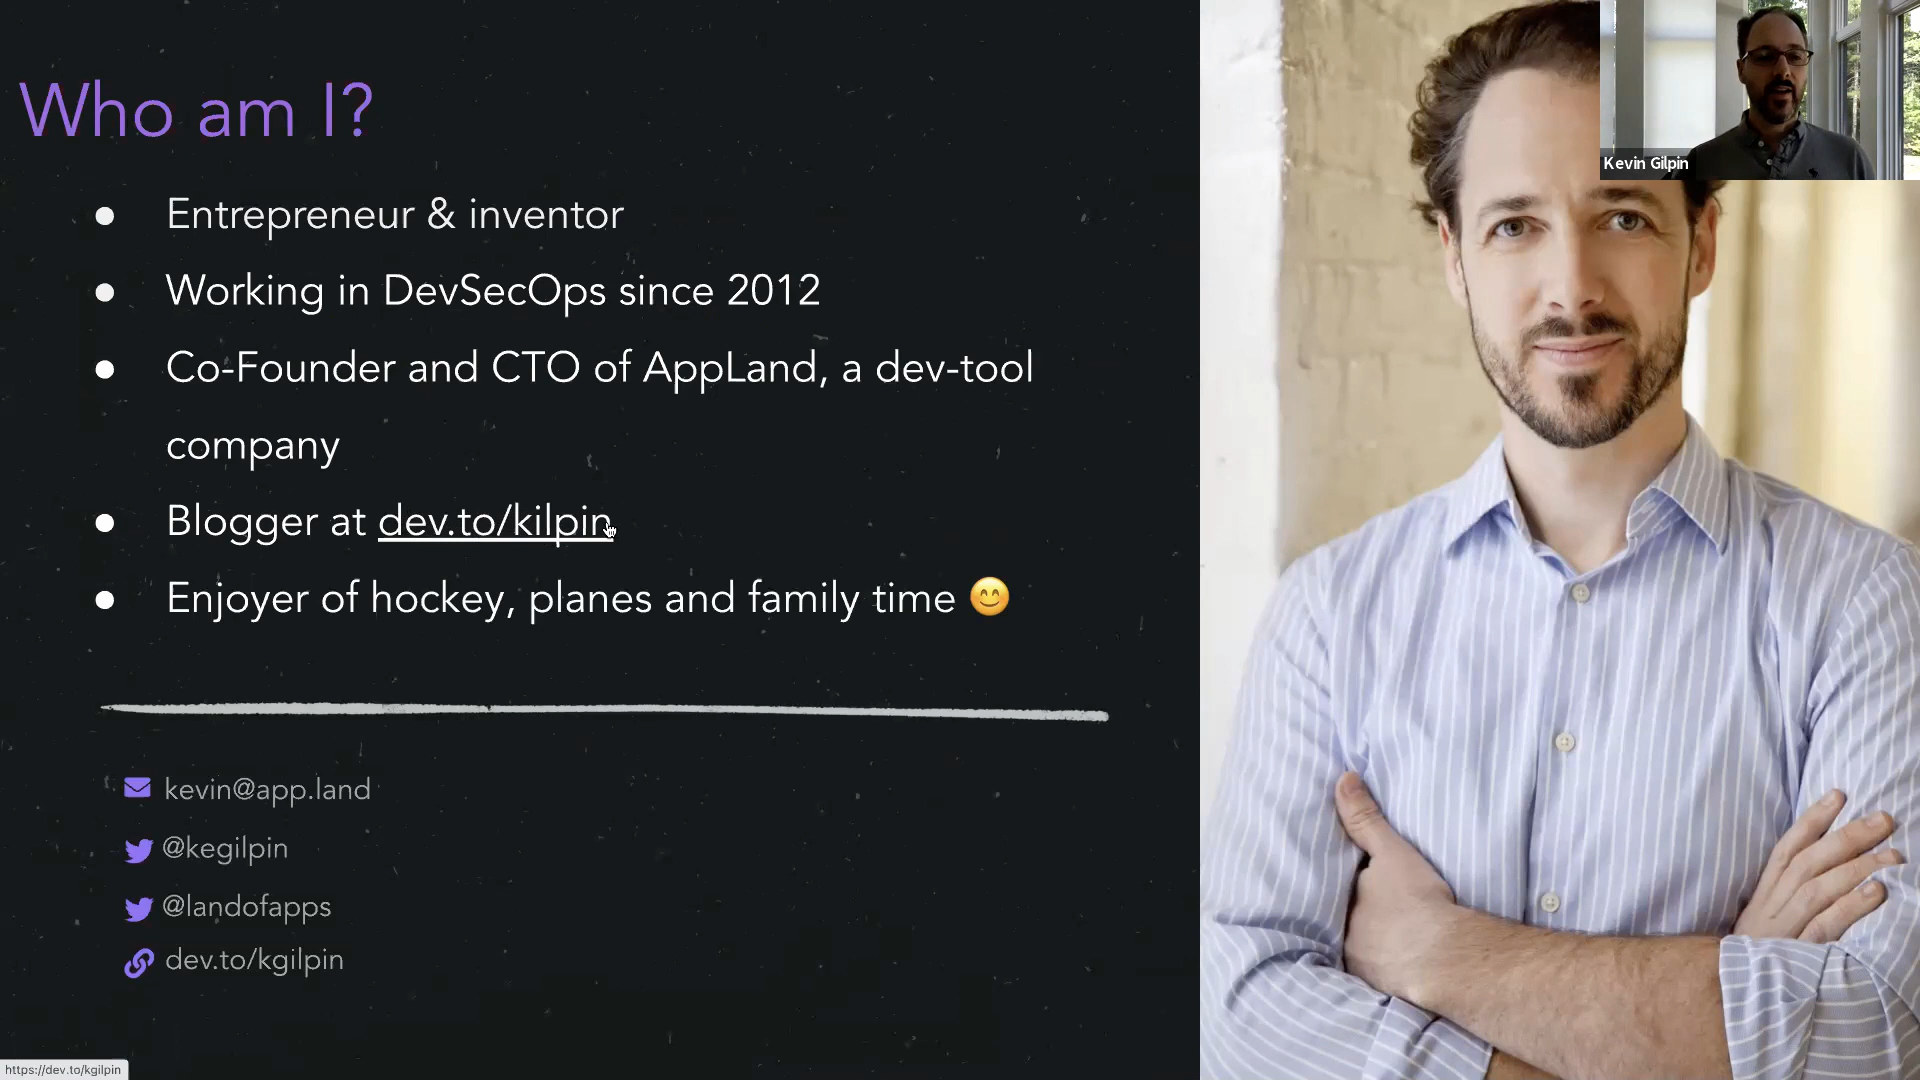 Who am I?
Kevin Gilpin
● Entrepreneur & inventor
● Working in DevSecOps since 2012
● Co-Founder and CTO of AppLand, a dev-tool
company
● Blogger at dev.to/kilpin
● Enjoyer of hockey, planes and family time 😊
kevin@app.land
@kegilpin
@landofapps
dev.to/kgilpin
https://dev.to/kgilpin